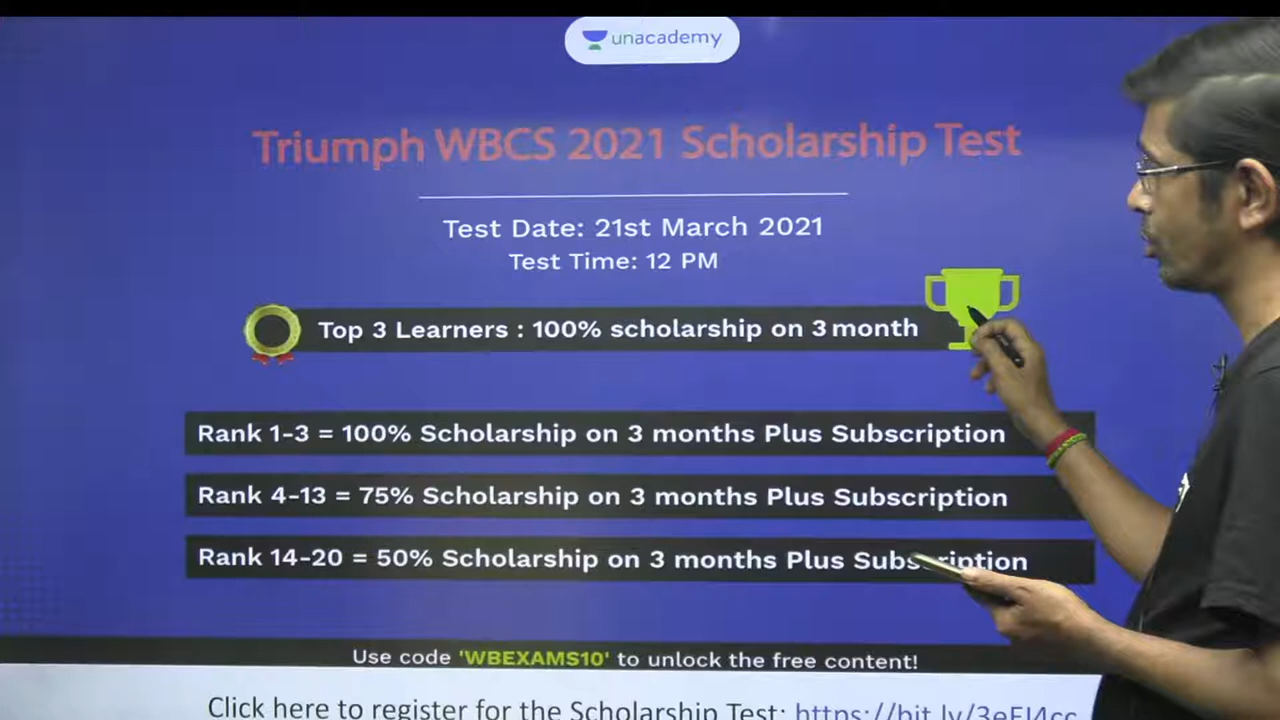 unacademy
Triumph WBCS 2021 Scholarship Test
Test Date: 21st March 2021
Test Time: 12 PM
Top 3 Learners : 100% scholarship on 3 month
Rank 1-3 = 100% Scholarship on 3 months Plus Subscription
Rank 4-13 = 75% Scholarship on 3 months Plus Subscription
Rank 14-20 = 50% Scholarship on 3 months Plus Subscription
Use code 'WBEXAMS10' to unlock the free content!
Click here to register for the Scholarship Test: